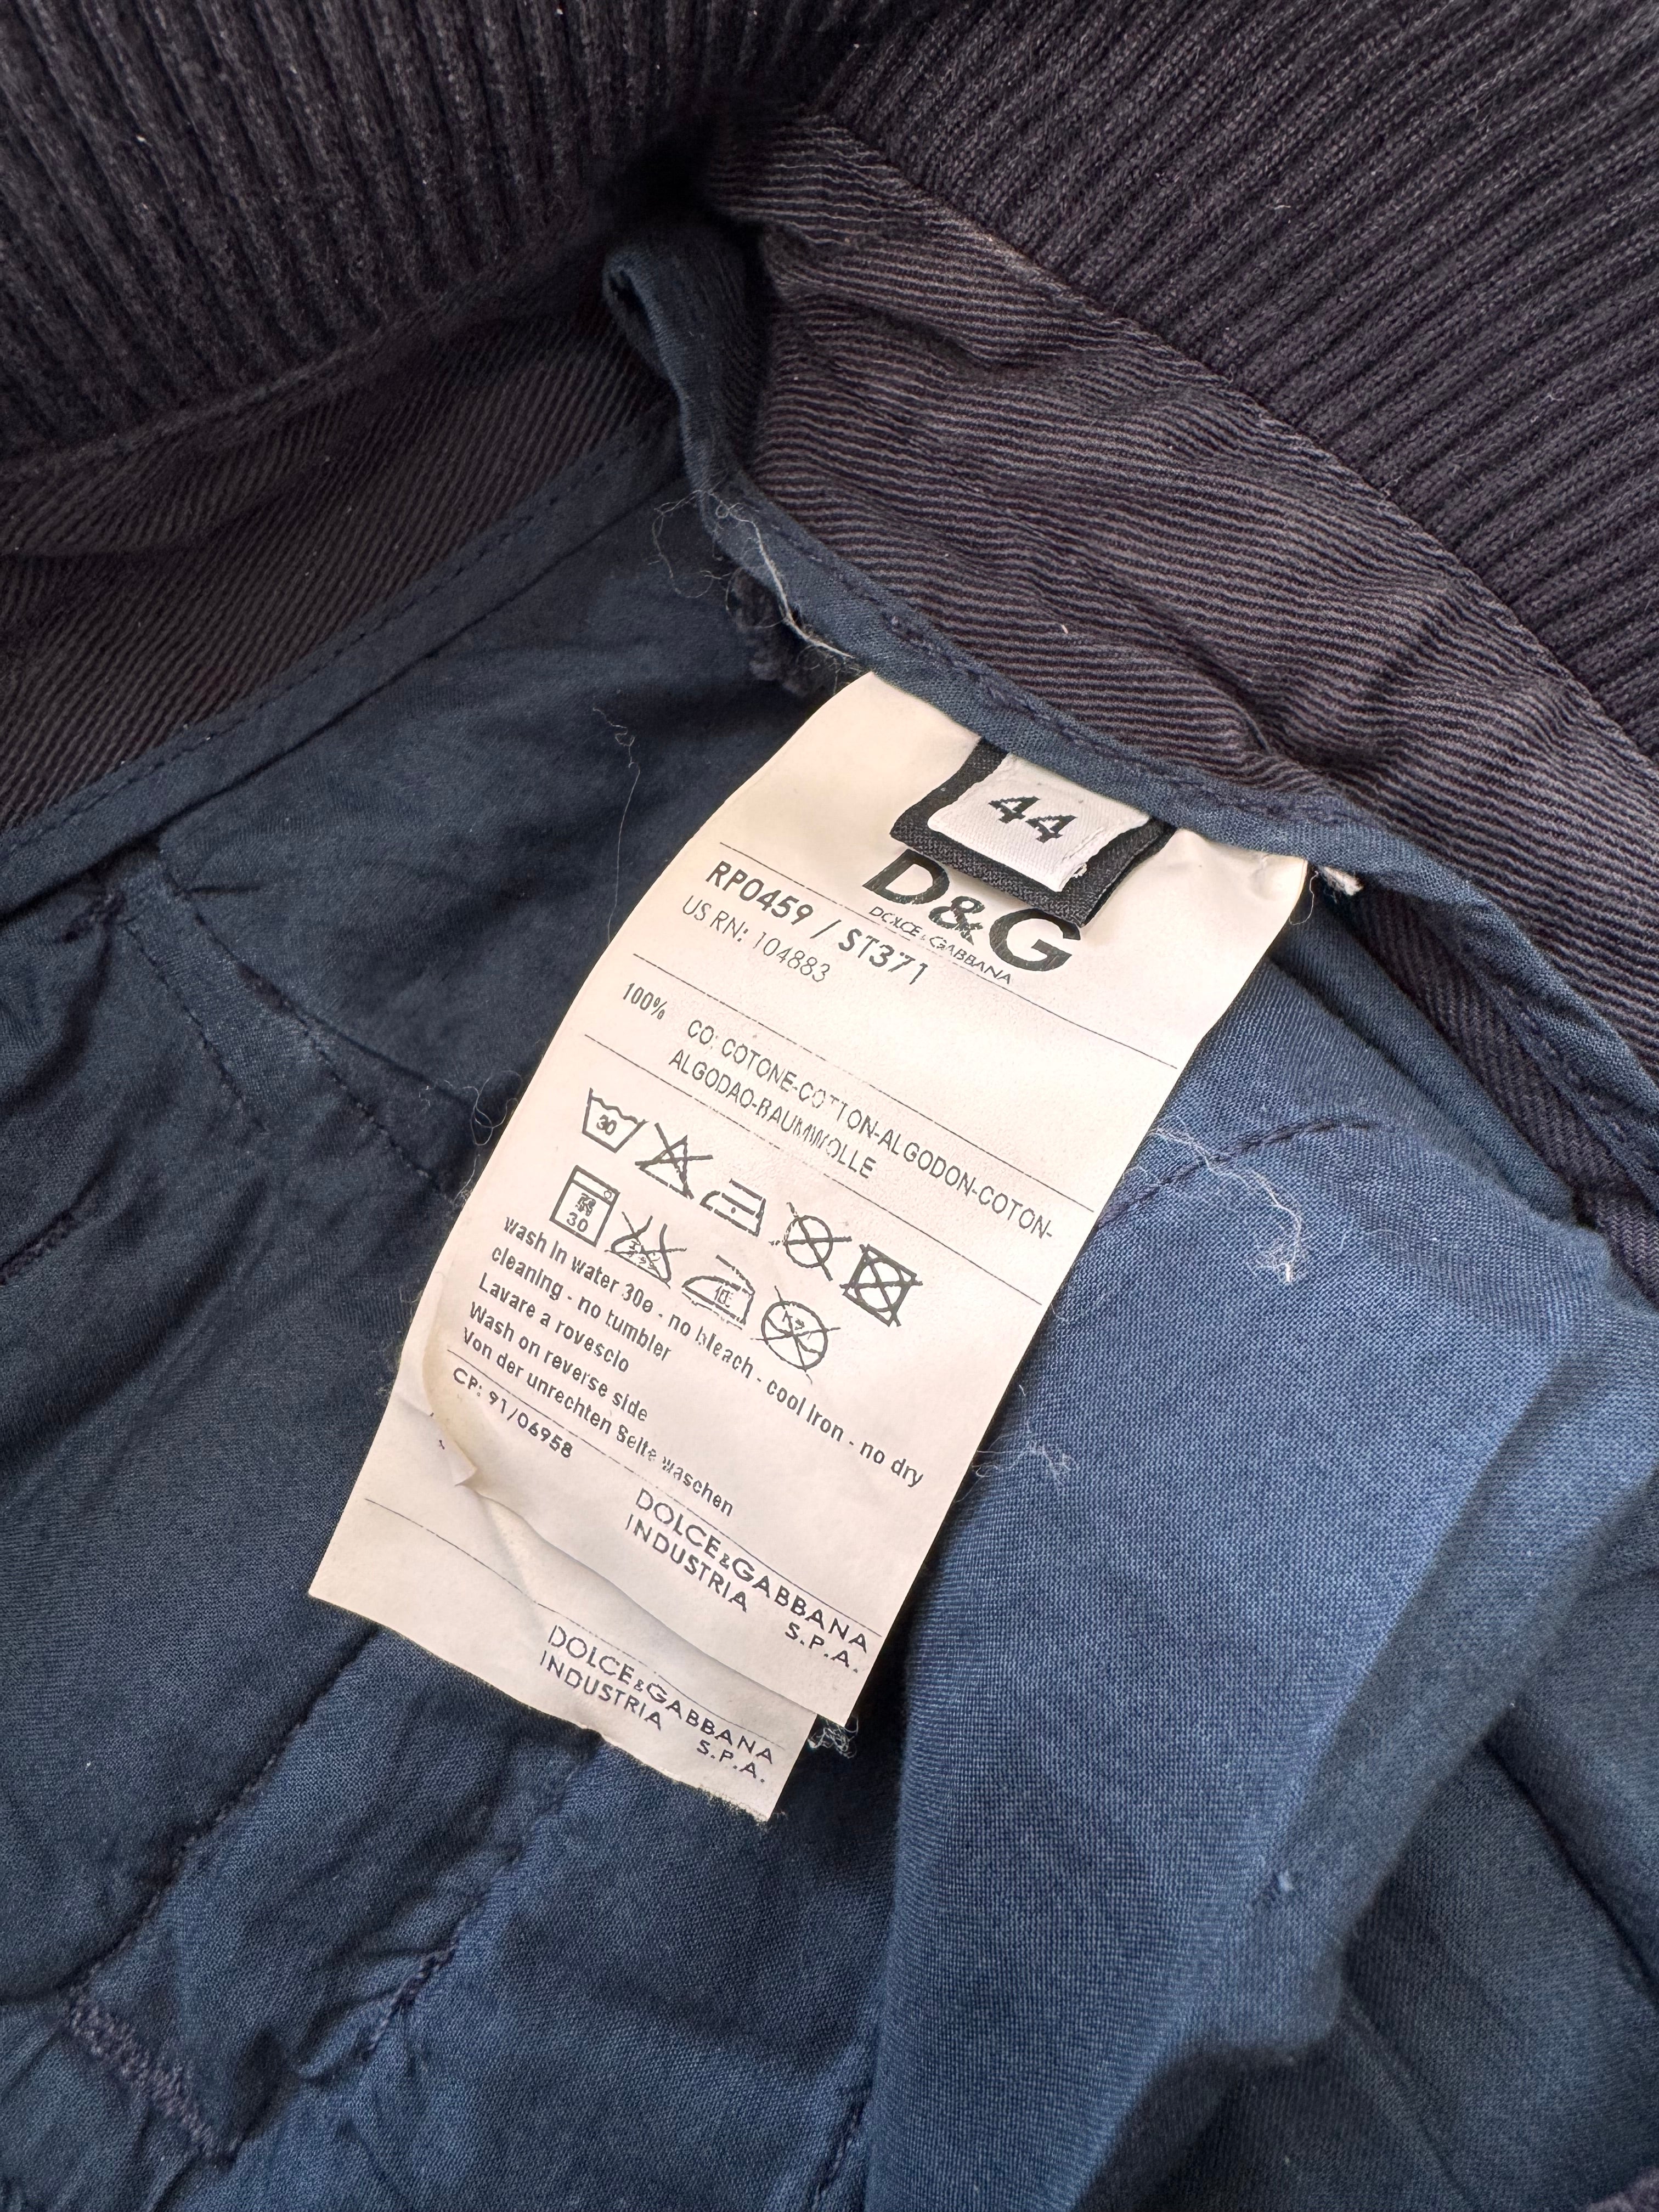 44
D&G
DOLCE & GABBANA
RP0459 / ST371
US RN: 104883
100% CO: COTONE-COTTON-ALGODON-COTON-
ALGODAO-BAUMWOLLE
30
30
低
wash in water 30e - no bleach - cool iron - no dry
cleaning - no tumbler
Lavare a rovescio
Wash on reverse side
Von der unrechten Seite waschen
CP: 91/06958
DOLCE&GABBANA
INDUSTRIA S.P.A.
DOLCE&GABBANA
INDUSTRIA S.P.A.